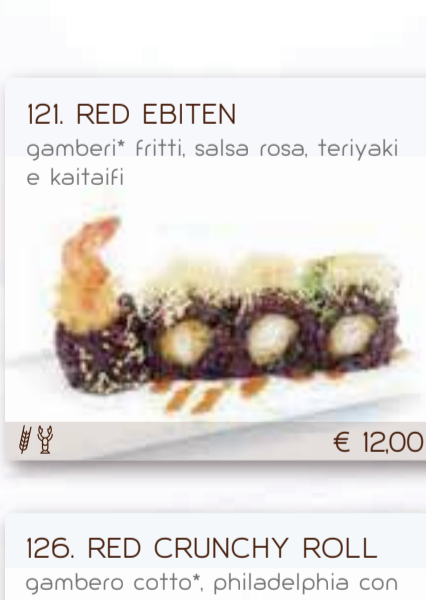 121. RED EBITEN
gamberi* fritti, salsa rosa, teriyaki
e kaitaifi
€ 12,00
126. RED CRUNCHY ROLL
gambero cotto*, philadelphia con